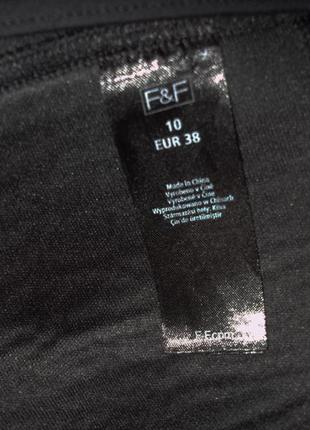 F&F
10
EUR 38
Made in China
Vyrobeno v Číně
Vyrobené v Číne
Wyprodukowano w Chinach
Származási hely: Kína
Çin'de üretilmiştir